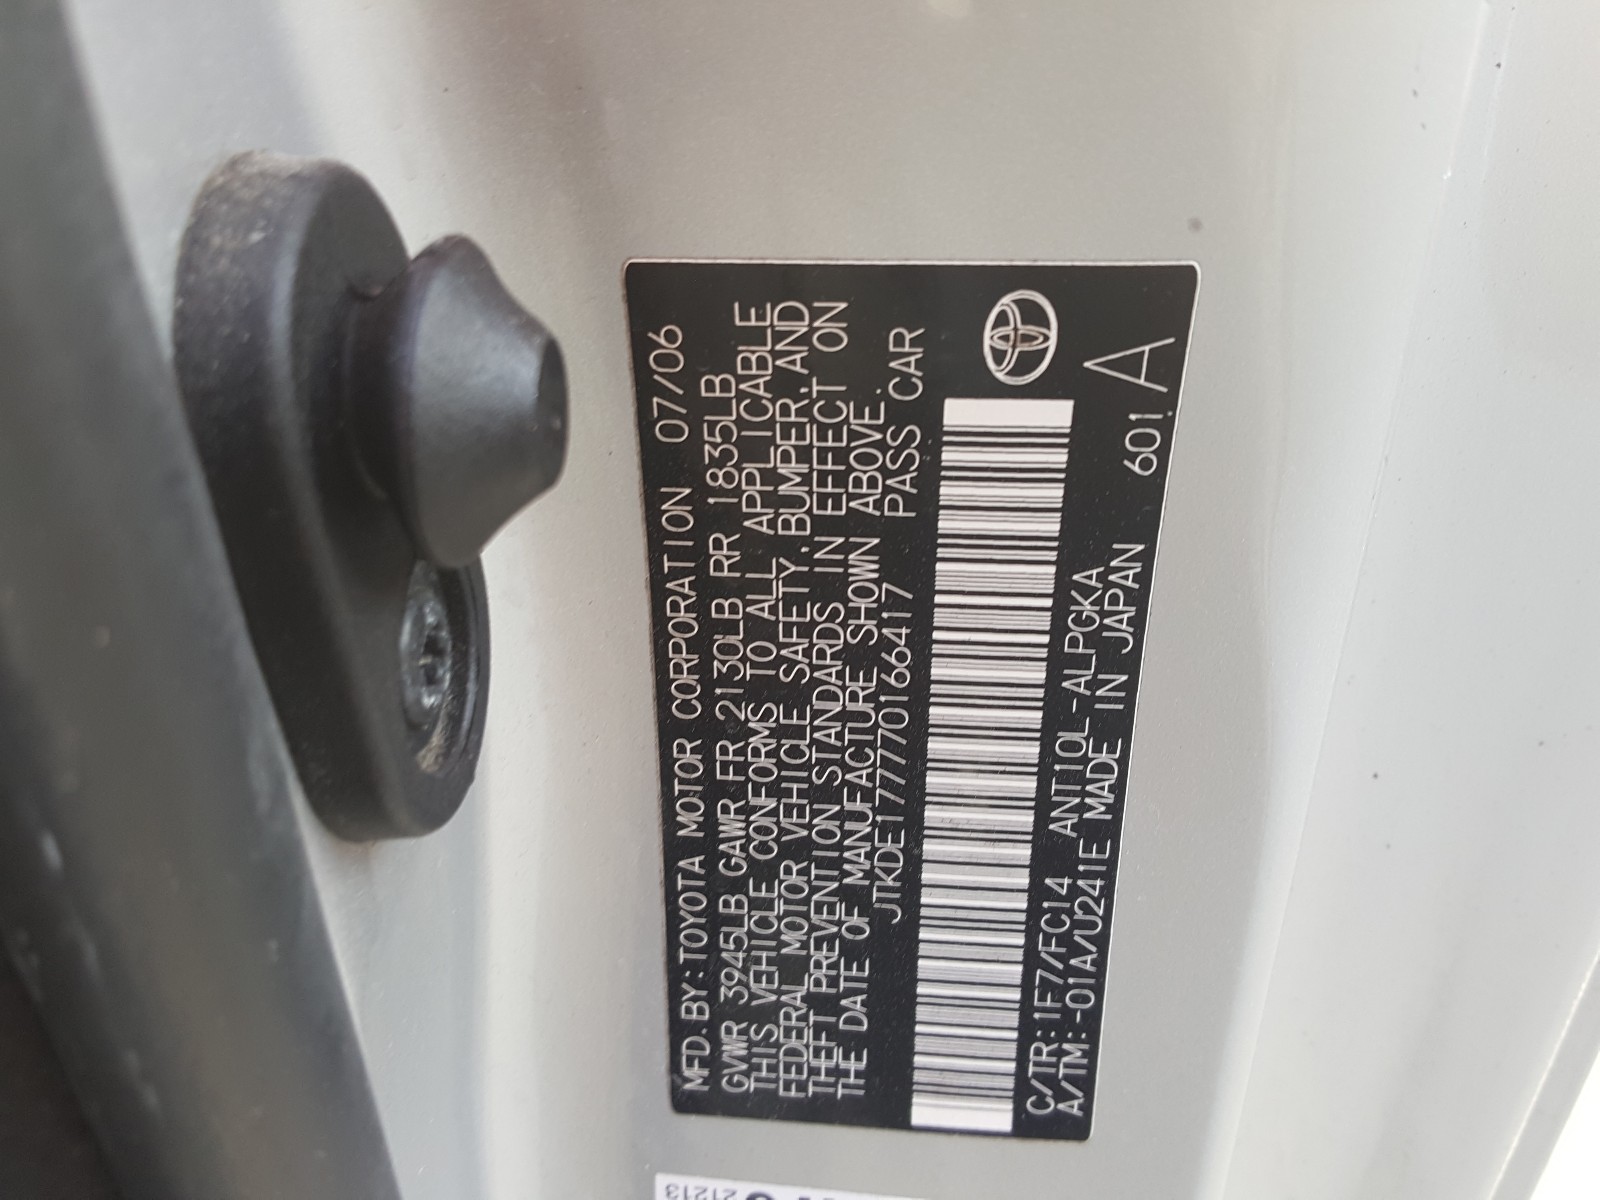 MFD. BY: TOYOTA MOTOR CORPORATION 07/06
GVWR 3945LB GAWR FR 2130LB RR 1835LB
THIS VEHICLE CONFORMS TO ALL APPLICABLE
FEDERAL MOTOR VEHICLE SAFETY, BUMPER, AND
THEFT PREVENTION STANDARDS IN EFFECT ON
THE DATE OF MANUFACTURE SHOWN ABOVE.
JTKDE177770166417 PASS CAR
C/TR: 1F7/FC14 ANT10L-ALPGKA
A/TM: -01A/U241E MADE IN JAPAN 601 A
21213